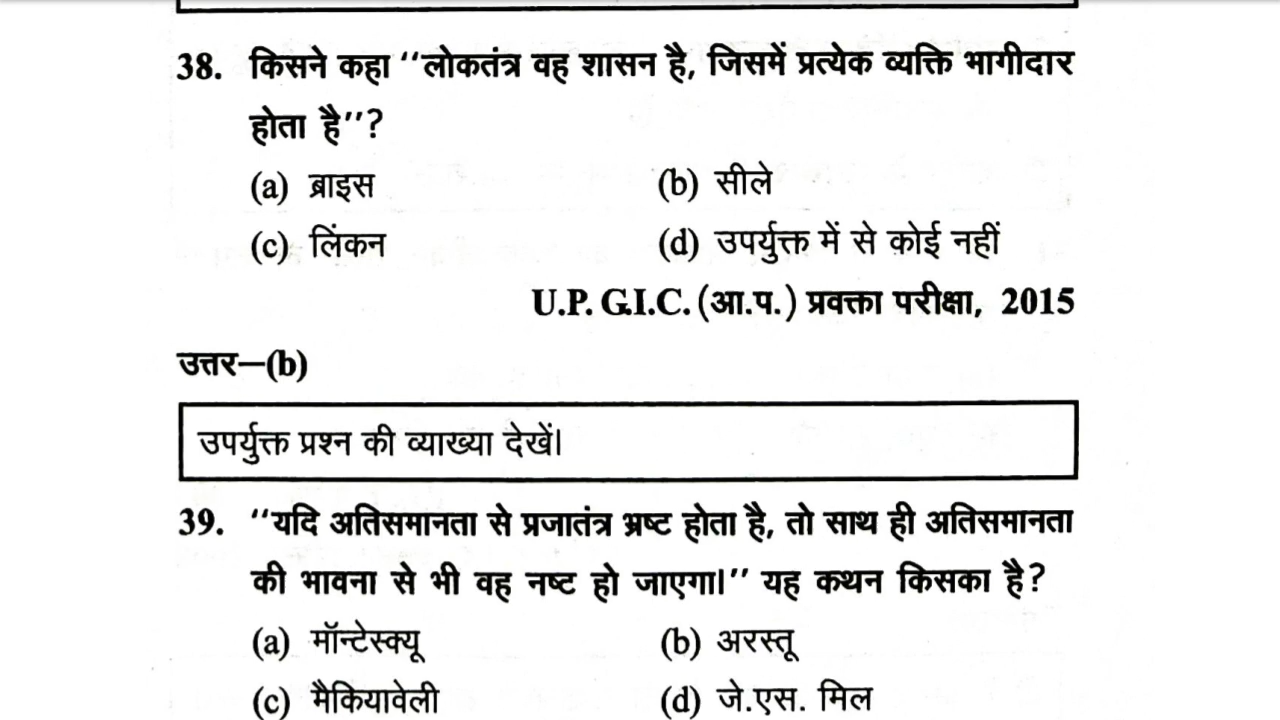 38. किसने कहा ‘‘लोकतंत्र वह शासन है, जिसमें प्रत्येक व्यक्ति भागीदार
होता है’’?
(a) ब्राइस (b) सीले
(c) लिंकन (d) उपर्युक्त में से कोई नहीं
U.P. G.I.C. (आ.प.) प्रवक्ता परीक्षा, 2015
उत्तर—(b)
उपर्युक्त प्रश्न की व्याख्या देखें।
39. ‘‘यदि अतिसमानता से प्रजातंत्र भ्रष्ट होता है, तो साथ ही अतिसमानता
की भावना से भी वह नष्ट हो जाएगा।’’ यह कथन किसका है?
(a) मॉन्टेस्क्यू (b) अरस्तू
(c) मैकियावेली (d) जे.एस. मिल